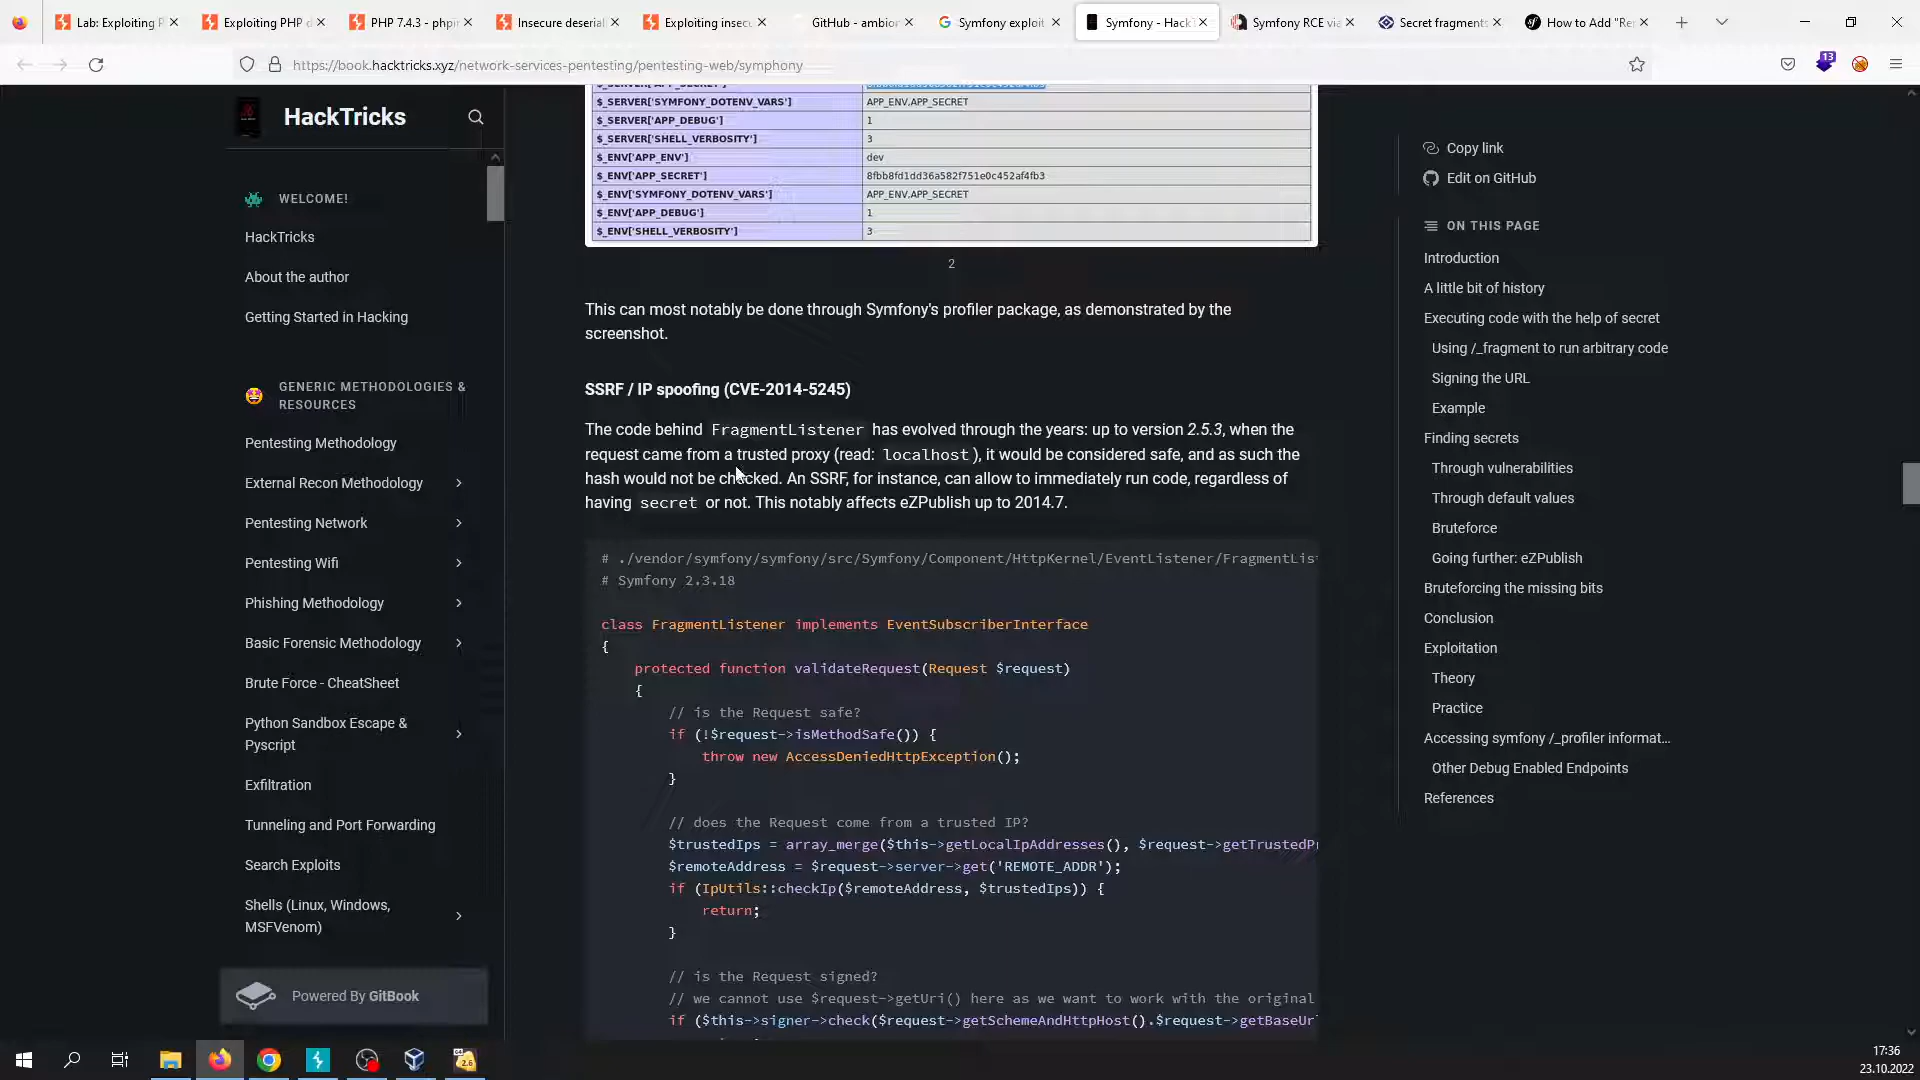 Lab: Exploiting P
Exploiting PHP d
PHP 7.4.3 - phpi
Insecure deserial
Exploiting insec
GitHub - ambion
Symfony exploit
Symfony - HackT
Symfony RCE via
Secret fragments
How to Add "Re
https://book.hacktricks.xyz/network-services-pentesting/pentesting-web/symphony
13
HackTricks
WELCOME!
HackTricks
About the author
Getting Started in Hacking
GENERIC METHODOLOGIES &
RESOURCES
Pentesting Methodology
External Recon Methodology
Pentesting Network
Pentesting Wifi
Phishing Methodology
Basic Forensic Methodology
Brute Force - CheatSheet
Python Sandbox Escape &
Pyscript
Exfiltration
Tunneling and Port Forwarding
Search Exploits
Shells (Linux, Windows,
MSFVenom)
Powered By GitBook
$_SERVER['SYMFONY_DOTENV_VARS'] APP_ENV,APP_SECRET
$_SERVER['APP_DEBUG'] 1
$_SERVER['SHELL_VERBOSITY'] 3
$_ENV['APP_ENV'] dev
$_ENV['APP_SECRET'] 8fbb8fd1dd36a582f751e0c452af4fb3
$_ENV['SYMFONY_DOTENV_VARS'] APP_ENV,APP_SECRET
$_ENV['APP_DEBUG'] 1
$_ENV['SHELL_VERBOSITY'] 3
2
This can most notably be done through Symfony's profiler package, as demonstrated by the
screenshot.
SSRF / IP spoofing (CVE-2014-5245)
The code behind FragmentListener has evolved through the years: up to version 2.5.3, when the
request came from a trusted proxy (read: localhost), it would be considered safe, and as such the
hash would not be checked. An SSRF, for instance, can allow to immediately run code, regardless of
having secret or not. This notably affects eZPublish up to 2014.7.
# ./vendor/symfony/symfony/src/Symfony/Component/HttpKernel/EventListener/FragmentLis
# Symfony 2.3.18
class FragmentListener implements EventSubscriberInterface
{
protected function validateRequest(Request $request)
{
// is the Request safe?
if (!$request->isMethodSafe()) {
throw new AccessDeniedHttpException();
}
// does the Request come from a trusted IP?
$trustedIps = array_merge($this->getLocalIpAddresses(), $request->getTrustedP
$remoteAddress = $request->server->get('REMOTE_ADDR');
if (IpUtils::checkIp($remoteAddress, $trustedIps)) {
return;
}
// is the Request signed?
// we cannot use $request->getUri() here as we want to work with the original
if ($this->signer->check($request->getSchemeAndHttpHost().$request->getBaseUr
Copy link
Edit on GitHub
ON THIS PAGE
Introduction
A little bit of history
Executing code with the help of secret
Using /_fragment to run arbitrary code
Signing the URL
Example
Finding secrets
Through vulnerabilities
Through default values
Bruteforce
Going further: eZPublish
Bruteforcing the missing bits
Conclusion
Exploitation
Theory
Practice
Accessing symfony /_profiler informat...
Other Debug Enabled Endpoints
References
17:36
23.10.2022